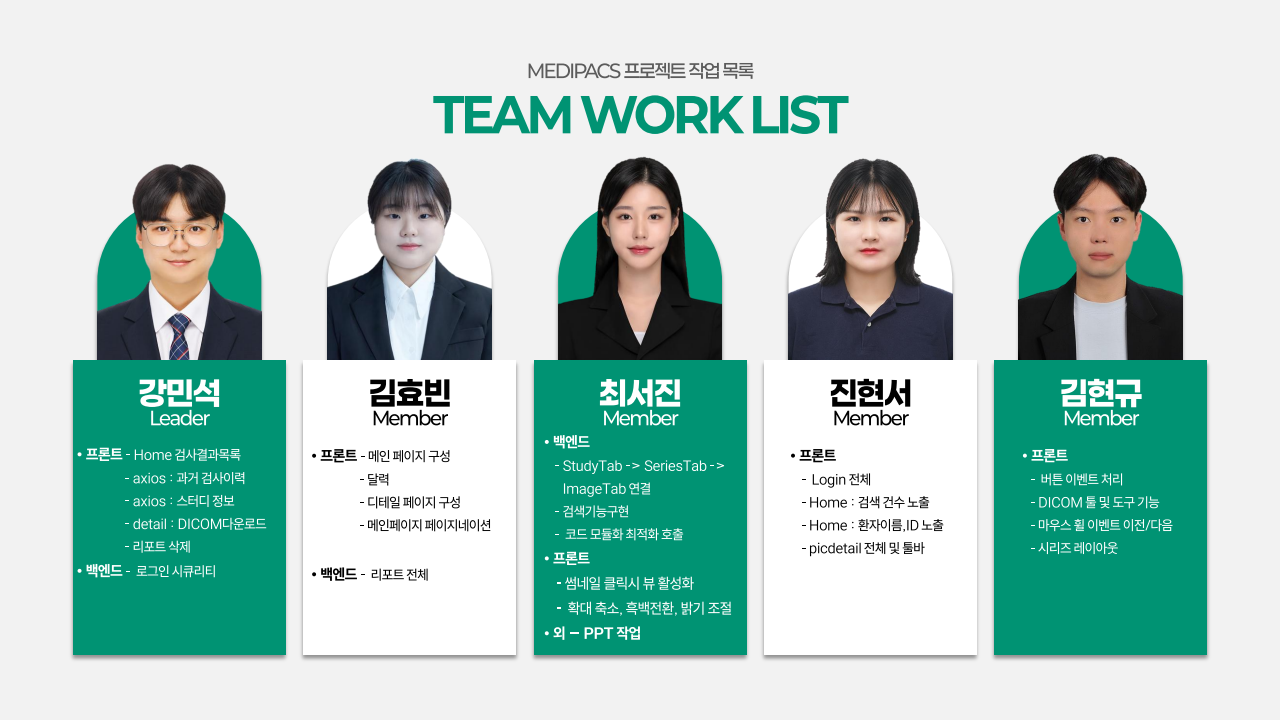 MEDIPACS 프로젝트 작업 목록
TEAM WORK LIST
강민석
Leader
• 프론트 - Home 검사결과목록
- axios : 과거 검사이력
- axios : 스터디 정보
- detail : DICOM다운로드
- 리포트 삭제
• 백엔드 - 로그인 시큐리티
김효빈
Member
• 프론트 - 메인 페이지 구성
- 달력
- 디테일 페이지 구성
- 메인페이지 페이지네이션
• 백엔드 - 리포트 전체
최서진
Member
• 백엔드
- StudyTab -> SeriesTab ->
ImageTab 연결
- 검색기능구현
- 코드 모듈화 최적화 호출
• 프론트
- 썸네일 클릭시 뷰 활성화
- 확대 축소, 흑백전환, 밝기 조절
• 외 – PPT 작업
진현서
Member
• 프론트
- Login 전체
- Home : 검색 건수 노출
- Home : 환자이름,ID 노출
- picdetail 전체 및 툴바
김현규
Member
• 프론트
- 버튼 이벤트 처리
- DICOM 툴 및 도구 기능
- 마우스 휠 이벤트 이전/다음
- 시리즈 레이아웃